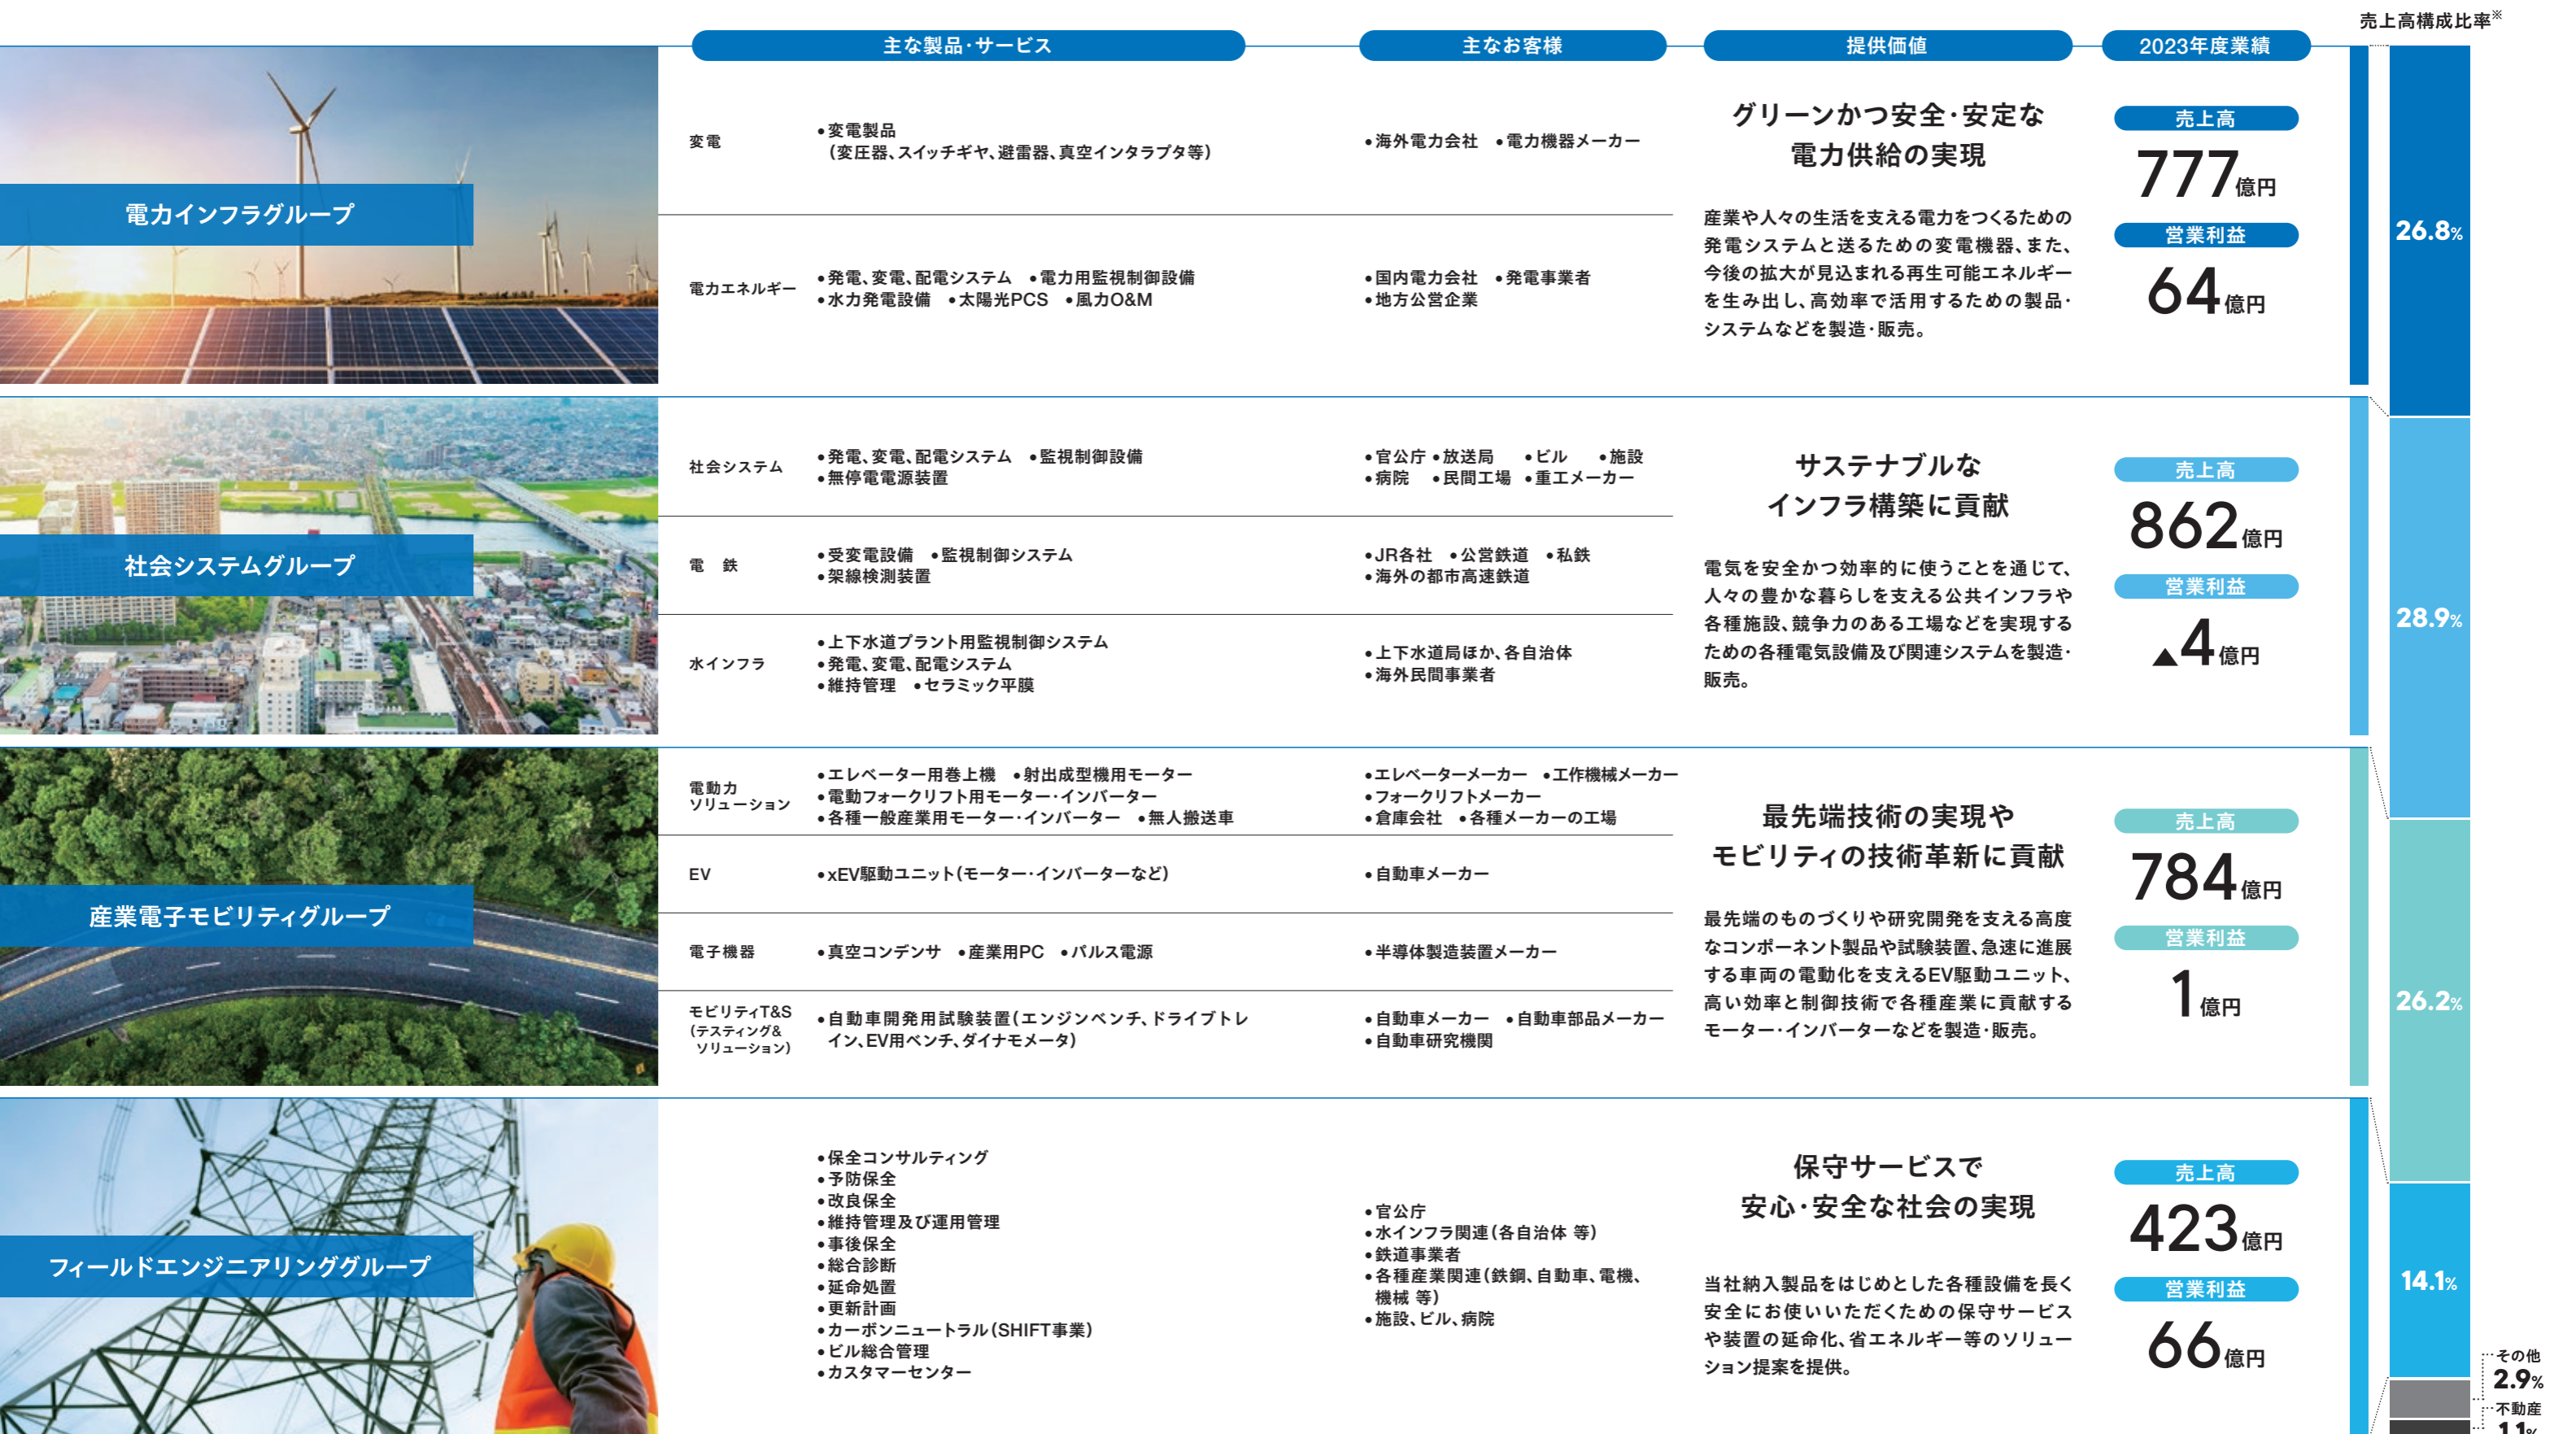 売上高構成比率※
主な製品・サービス
主なお客様
提供価値
2023年度業績
電力インフラグループ
変電
●変電製品
（変圧器、スイッチギヤ、避雷器、真空インタラプタ等）
●海外電力会社 ●電力機器メーカー
電力エネルギー
●発電、変電、配電システム ●電力用監視制御設備
●水力発電設備 ●太陽光PCS ●風力O&M
●国内電力会社 ●発電事業者
●地方公営企業
グリーンかつ安全・安定な
電力供給の実現
産業や人々の生活を支える電力をつくるための
発電システムと送るための変電機器、また、
今後の拡大が見込まれる再生可能エネルギー
を生み出し、高効率で活用するための製品・
システムなどを製造・販売。
売上高
777億円
営業利益
64億円
26.8%
社会システムグループ
社会システム
●発電、変電、配電システム ●監視制御設備
●無停電電源装置
●官公庁 ●放送局 ●ビル ●施設
●病院 ●民間工場 ●重工メーカー
電 鉄
●受変電設備 ●監視制御システム
●架線検測装置
●JR各社 ●公営鉄道 ●私鉄
●海外の都市高速鉄道
水インフラ
●上下水道プラント用監視制御システム
●発電、変電、配電システム
●維持管理 ●セラミック平膜
●上下水道局ほか、各自治体
●海外民間事業者
サステナブルな
インフラ構築に貢献
電気を安全かつ効率的に使うことを通じて、
人々の豊かな暮らしを支える公共インフラや
各種施設、競争力のある工場などを実現する
ための各種電気設備及び関連システムを製造・
販売。
売上高
862億円
営業利益
▲4億円
28.9%
産業電子モビリティグループ
電動力
ソリューション
●エレベーター用巻上機 ●射出成型機用モーター
●電動フォークリフト用モーター・インバーター
●各種一般産業用モーター・インバーター ●無人搬送車
●エレベーターメーカー ●工作機械メーカー
●フォークリフトメーカー
●倉庫会社 ●各種メーカーの工場
EV
●xEV駆動ユニット（モーター・インバーターなど）
●自動車メーカー
電子機器
●真空コンデンサ ●産業用PC ●パルス電源
●半導体製造装置メーカー
モビリティT&S
（テスティング&
ソリューション）
●自動車開発用試験装置（エンジンベンチ、ドライブトレ
イン、EV用ベンチ、ダイナモメータ）
●自動車メーカー ●自動車部品メーカー
●自動車研究機関
最先端技術の実現や
モビリティの技術革新に貢献
最先端のものづくりや研究開発を支える高度
なコンポーネント製品や試験装置、急速に進展
する車両の電動化を支えるEV駆動ユニット、
高い効率と制御技術で各種産業に貢献する
モーター・インバーターなどを製造・販売。
売上高
784億円
営業利益
1億円
26.2%
フィールドエンジニアリンググループ
●保全コンサルティング
●予防保全
●改良保全
●維持管理及び運用管理
●事後保全
●総合診断
●延命処置
●更新計画
●カーボンニュートラル（SHIFT事業）
●ビル総合管理
●カスタマーセンター
●官公庁
●水インフラ関連（各自治体 等）
●鉄道事業者
●各種産業関連（鉄鋼、自動車、電機、
機械 等）
●施設、ビル、病院
保守サービスで
安心・安全な社会の実現
当社納入製品をはじめとした各種設備を長く
安全にお使いいただくための保守サービス
や装置の延命化、省エネルギー等のソリュー
ション提案を提供。
売上高
423億円
営業利益
66億円
14.1%
その他
2.9%
不動産
1.1%